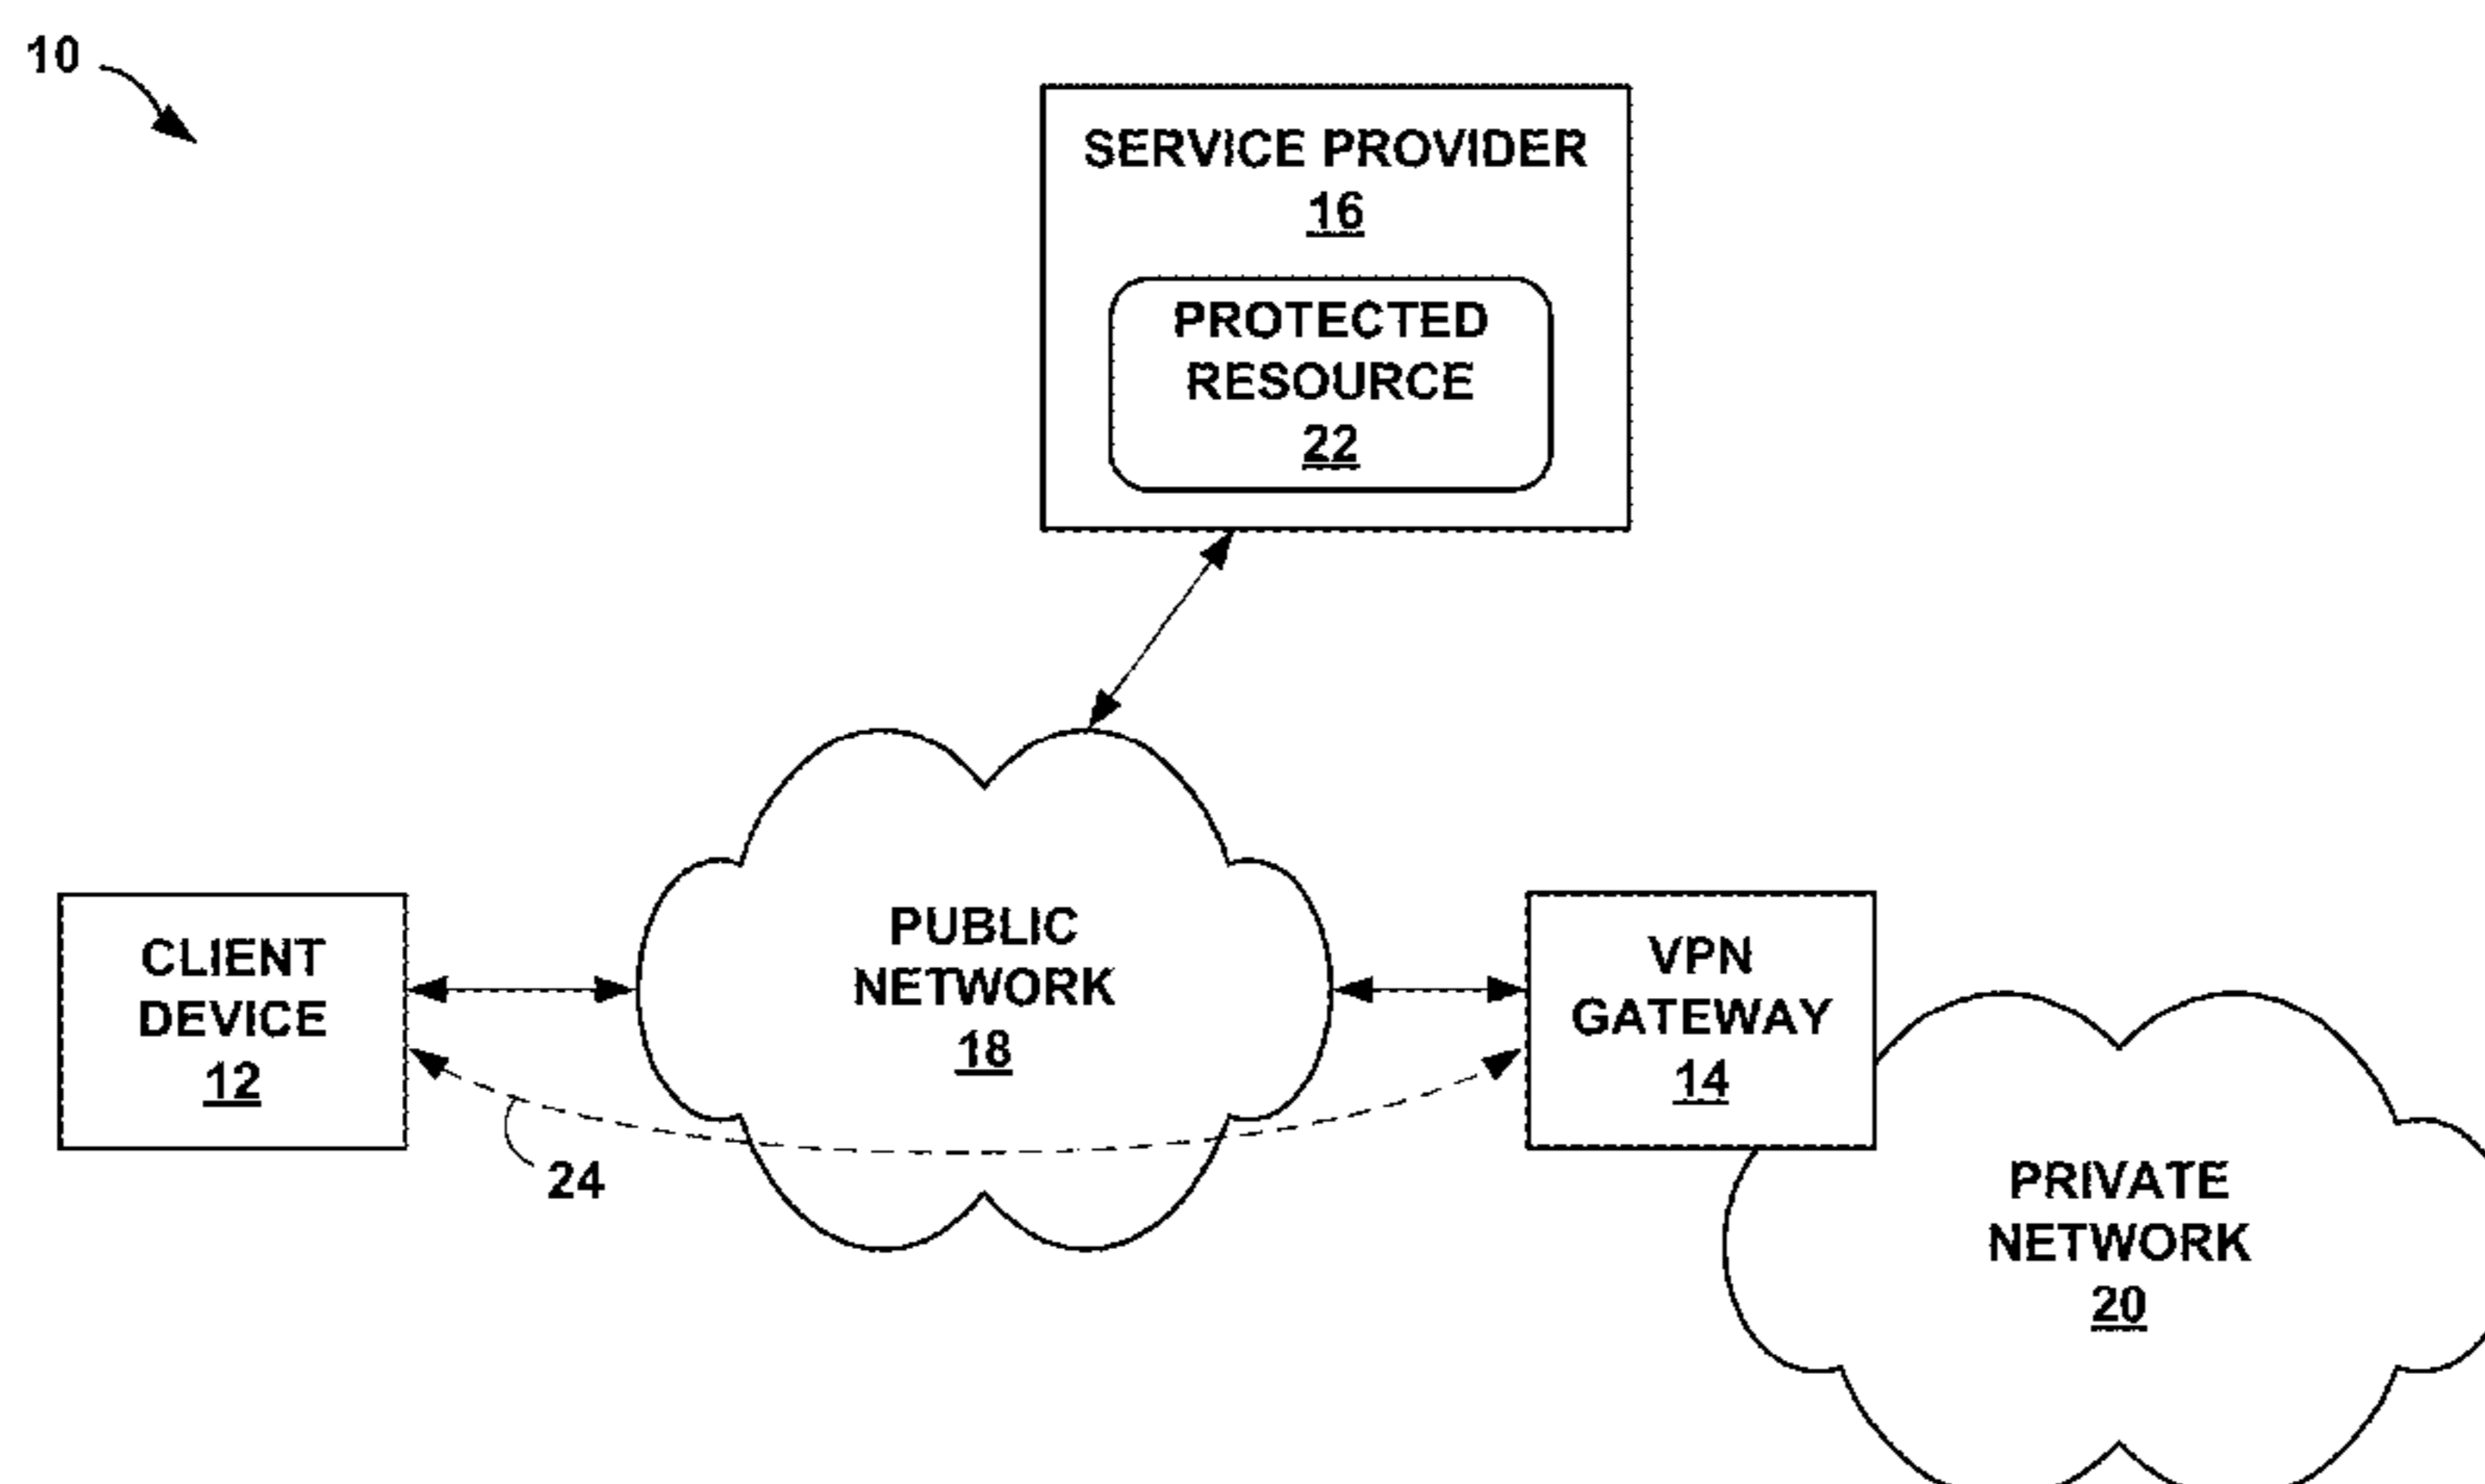 10
SERVICE PROVIDER
16
PROTECTED
RESOURCE
22
CLIENT
DEVICE
12
PUBLIC
NETWORK
18
VPN
GATEWAY
14
24
PRIVATE
NETWORK
20